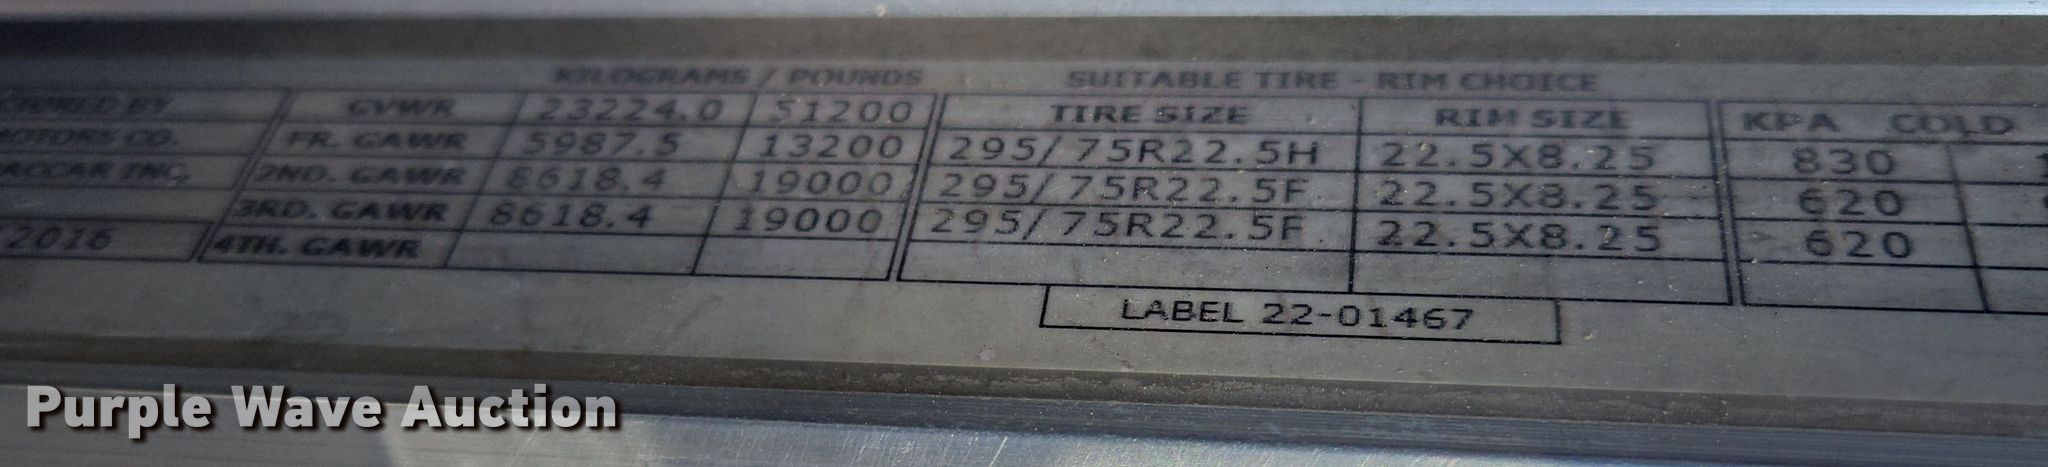 KILOGRAMS / POUNDS SUITABLE TIRE - RIM CHOICE
CTURED BY GVWR 23224.0 51200 TIRE SIZE RIM SIZE KPA COLD
MOTORS CO. FR. GAWR 5987.5 13200 295/75R22.5H 22.5X8.25 830
ACCAR INC. 2ND. GAWR 8618.4 19000 295/75R22.5F 22.5X8.25 620
3RD. GAWR 8618.4 19000 295/75R22.5F 22.5X8.25 620
2016 4TH. GAWR
LABEL 22-01467
Purple Wave Auction